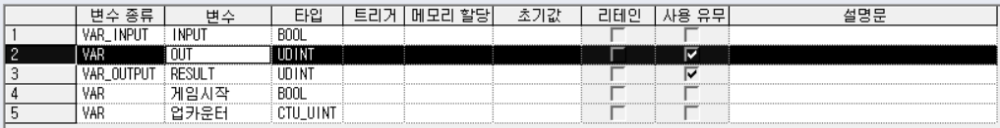 변수 종류 변수 타입 트리거 메모리 할당 초기값 리테인 사용 유무 설명문
1 VAR_INPUT INPUT BOOL
2 VAR OUT UDINT
3 VAR_OUTPUT RESULT UDINT
4 VAR 게임시작 BOOL
5 VAR 업카운터 CTU_UINT